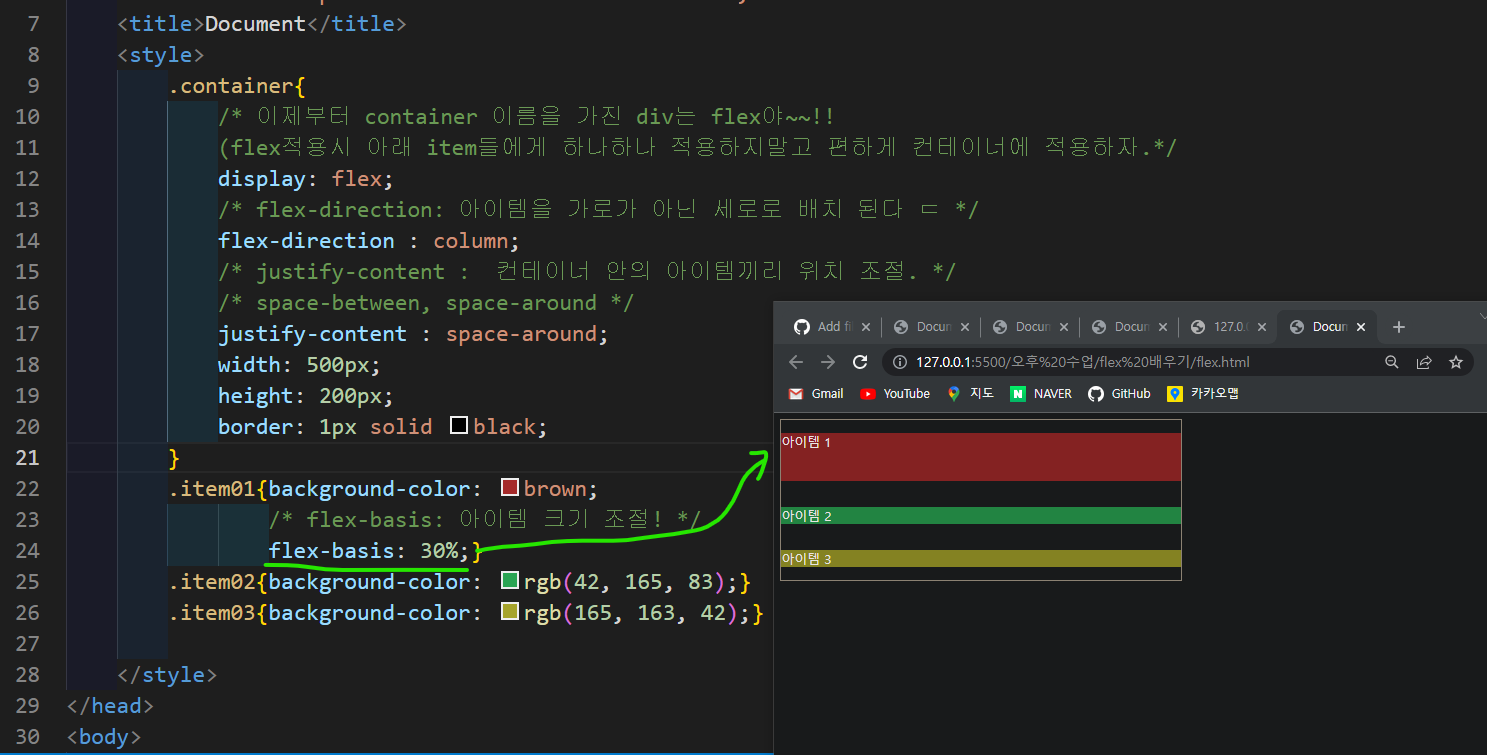 7 <title>Document</title>
8 <style>
9 .container{
10 /* 이제부터 container 이름을 가진 div는 flex야~~!!
11 (flex적용시 아래 item들에게 하나하나 적용하지말고 편하게 컨테이너에 적용하자.*/
12 display: flex;
13 /* flex-direction: 아이템을 가로가 아닌 세로로 배치 된다 ㄷ */
14 flex-direction : column;
15 /* justify-content :  컨테이너 안의 아이템끼리 위치 조절. */
16 /* space-between, space-around */
17 justify-content : space-around;
18 width: 500px;
19 height: 200px;
20 border: 1px solid black;
21 }
22 .item01{background-color: brown;
23 /* flex-basis: 아이템 크기 조절! */
24 flex-basis: 30%;}
25 .item02{background-color: rgb(42, 165, 83);}
26 .item03{background-color: rgb(165, 163, 42);}
27
28 </style>
29 </head>
30 <body>
Add fi Docun Docun Docun 127.0.0 Docun
127.0.0.1:5500/오후%20수업/flex%20배우기/flex.html
Gmail YouTube 지도 NAVER GitHub 카카오맵
아이템 1
아이템 2
아이템 3